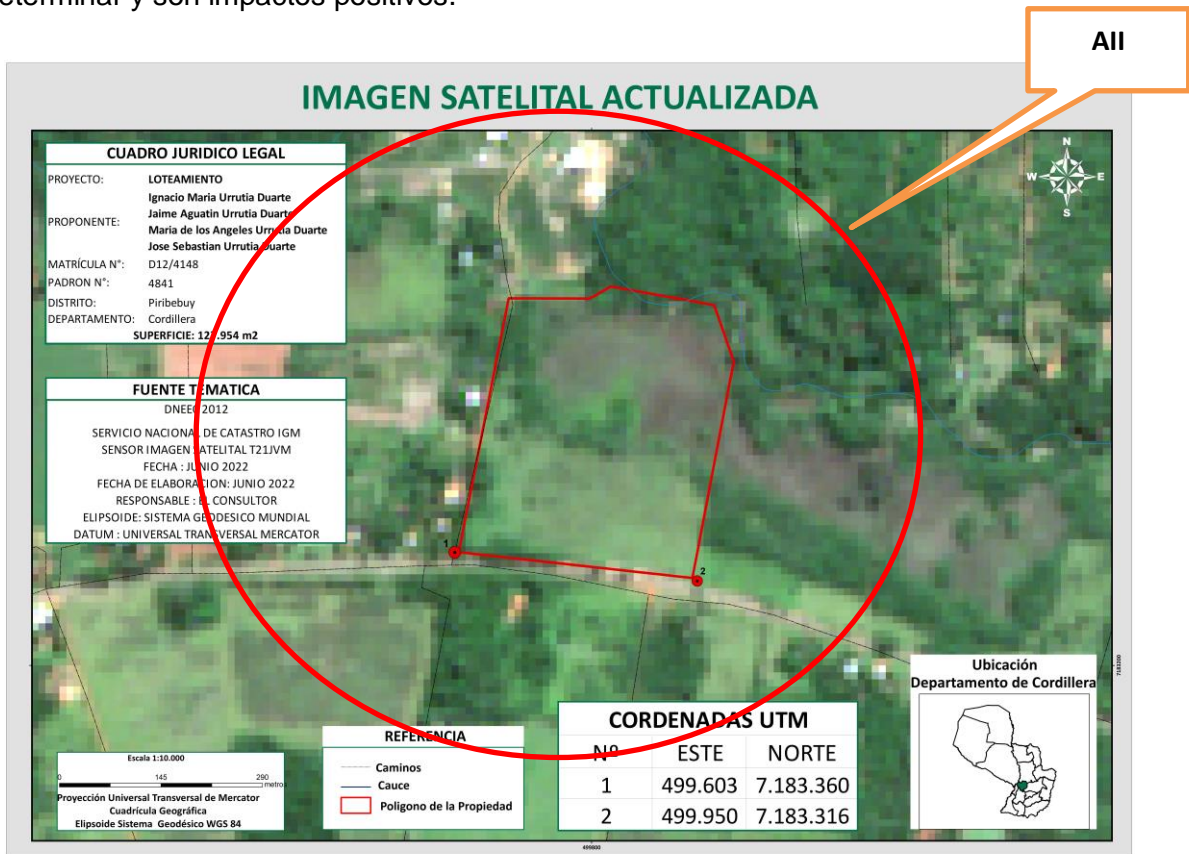 eterminar y son impactos positivos.
AII
IMAGEN SATELITAL ACTUALIZADA
CUADRO JURIDICO LEGAL
PROYECTO: LOTEAMIENTO
PROPONENTE: Ignacio Maria Urrutia Duarte
Jaime Aguatin Urrutia Duarte
Maria de los Angeles Urrutia Duarte
Jose Sebastian Urrutia Duarte
MATRÍCULA N°: D12/4148
PADRON N°: 4841
DISTRITO: Piribebuy
DEPARTAMENTO: Cordillera
SUPERFICIE: m2
FUENTE TEMATICA
DNEEC 2012
SERVICIO NACIONAL DE CATASTRO IGM
SENSOR IMAGEN SATELITAL T21JVM
FECHA : JUNIO 2022
FECHA DE ELABORACION: JUNIO 2022
RESPONSABLE : EL CONSULTOR
ELIPSOIDE: SISTEMA GEODESICO MUNDIAL
DATUM : UNIVERSAL TRANSVERSAL MERCATOR
N
W E
S
1
2
Escala 1:10.000
0 145 290
metros
Proyección Universal Transversal de Mercator
Cuadrícula Geográfica
Elipsoide Sistema Geodésico WGS 84
REFERENCIA
Caminos
Cauce
Poligono de la Propiedad
CORDENADAS UTM
Nº ESTE NORTE
1 499.603 7.183.360
2 499.950 7.183.316
Ubicación
Departamento de Cordillera
7183200
499800